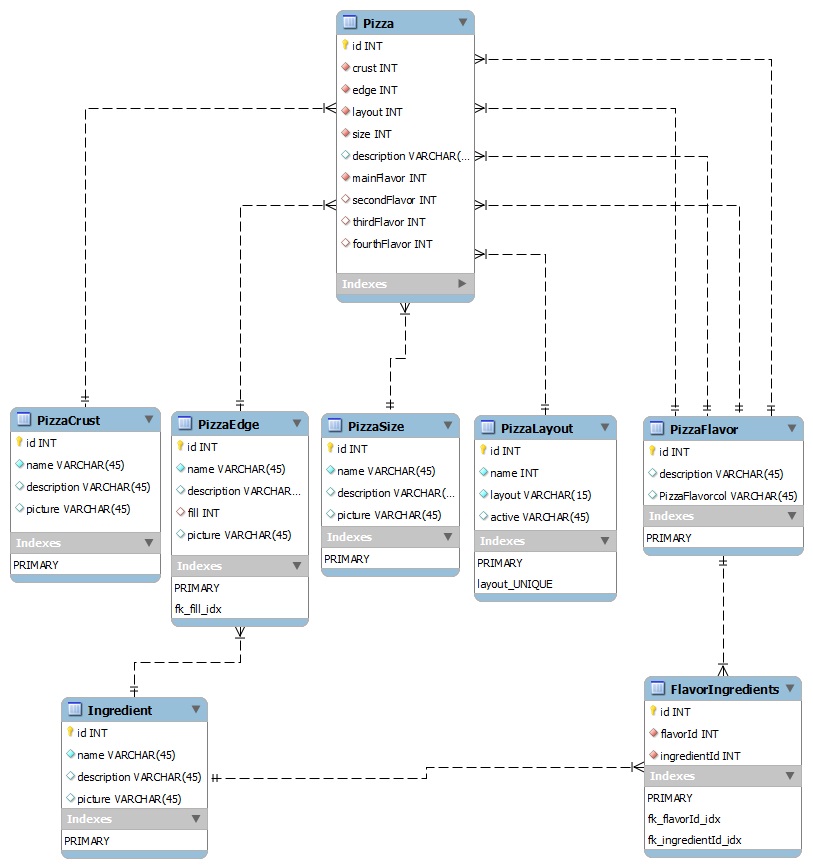 Pizza
id INT
crust INT
edge INT
layout INT
size INT
description VARCHAR(...
mainFlavor INT
secondFlavor INT
thirdFlavor INT
fourthFlavor INT
Indexes
PizzaCrust
id INT
name VARCHAR(45)
description VARCHAR(45)
picture VARCHAR(45)
Indexes
PRIMARY
PizzaEdge
id INT
name VARCHAR(45)
description VARCHAR...
fill INT
picture VARCHAR(45)
Indexes
PRIMARY
fk_fill_idx
PizzaSize
id INT
name VARCHAR(45)
description VARCHAR(...
picture VARCHAR(45)
Indexes
PRIMARY
PizzaLayout
id INT
name INT
layout VARCHAR(15)
active VARCHAR(45)
Indexes
PRIMARY
layout_UNIQUE
PizzaFlavor
id INT
description VARCHAR(45)
PizzaFlavorcol VARCHAR(45)
Indexes
PRIMARY
Ingredient
id INT
name VARCHAR(45)
description VARCHAR(45)
picture VARCHAR(45)
Indexes
PRIMARY
FlavorIngredients
id INT
flavorId INT
ingredientId INT
Indexes
PRIMARY
fk_flavorId_idx
fk_ingredientId_idx